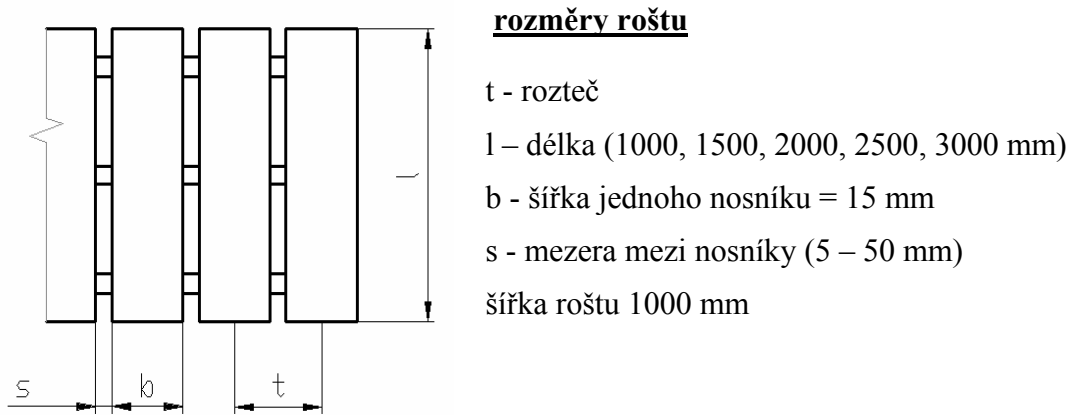 rozměry roštu
t - rozteč
l – délka (1000, 1500, 2000, 2500, 3000 mm)
b - šířka jednoho nosníku = 15 mm
s - mezera mezi nosníky (5 – 50 mm)
šířka roštu 1000 mm
l
s b t